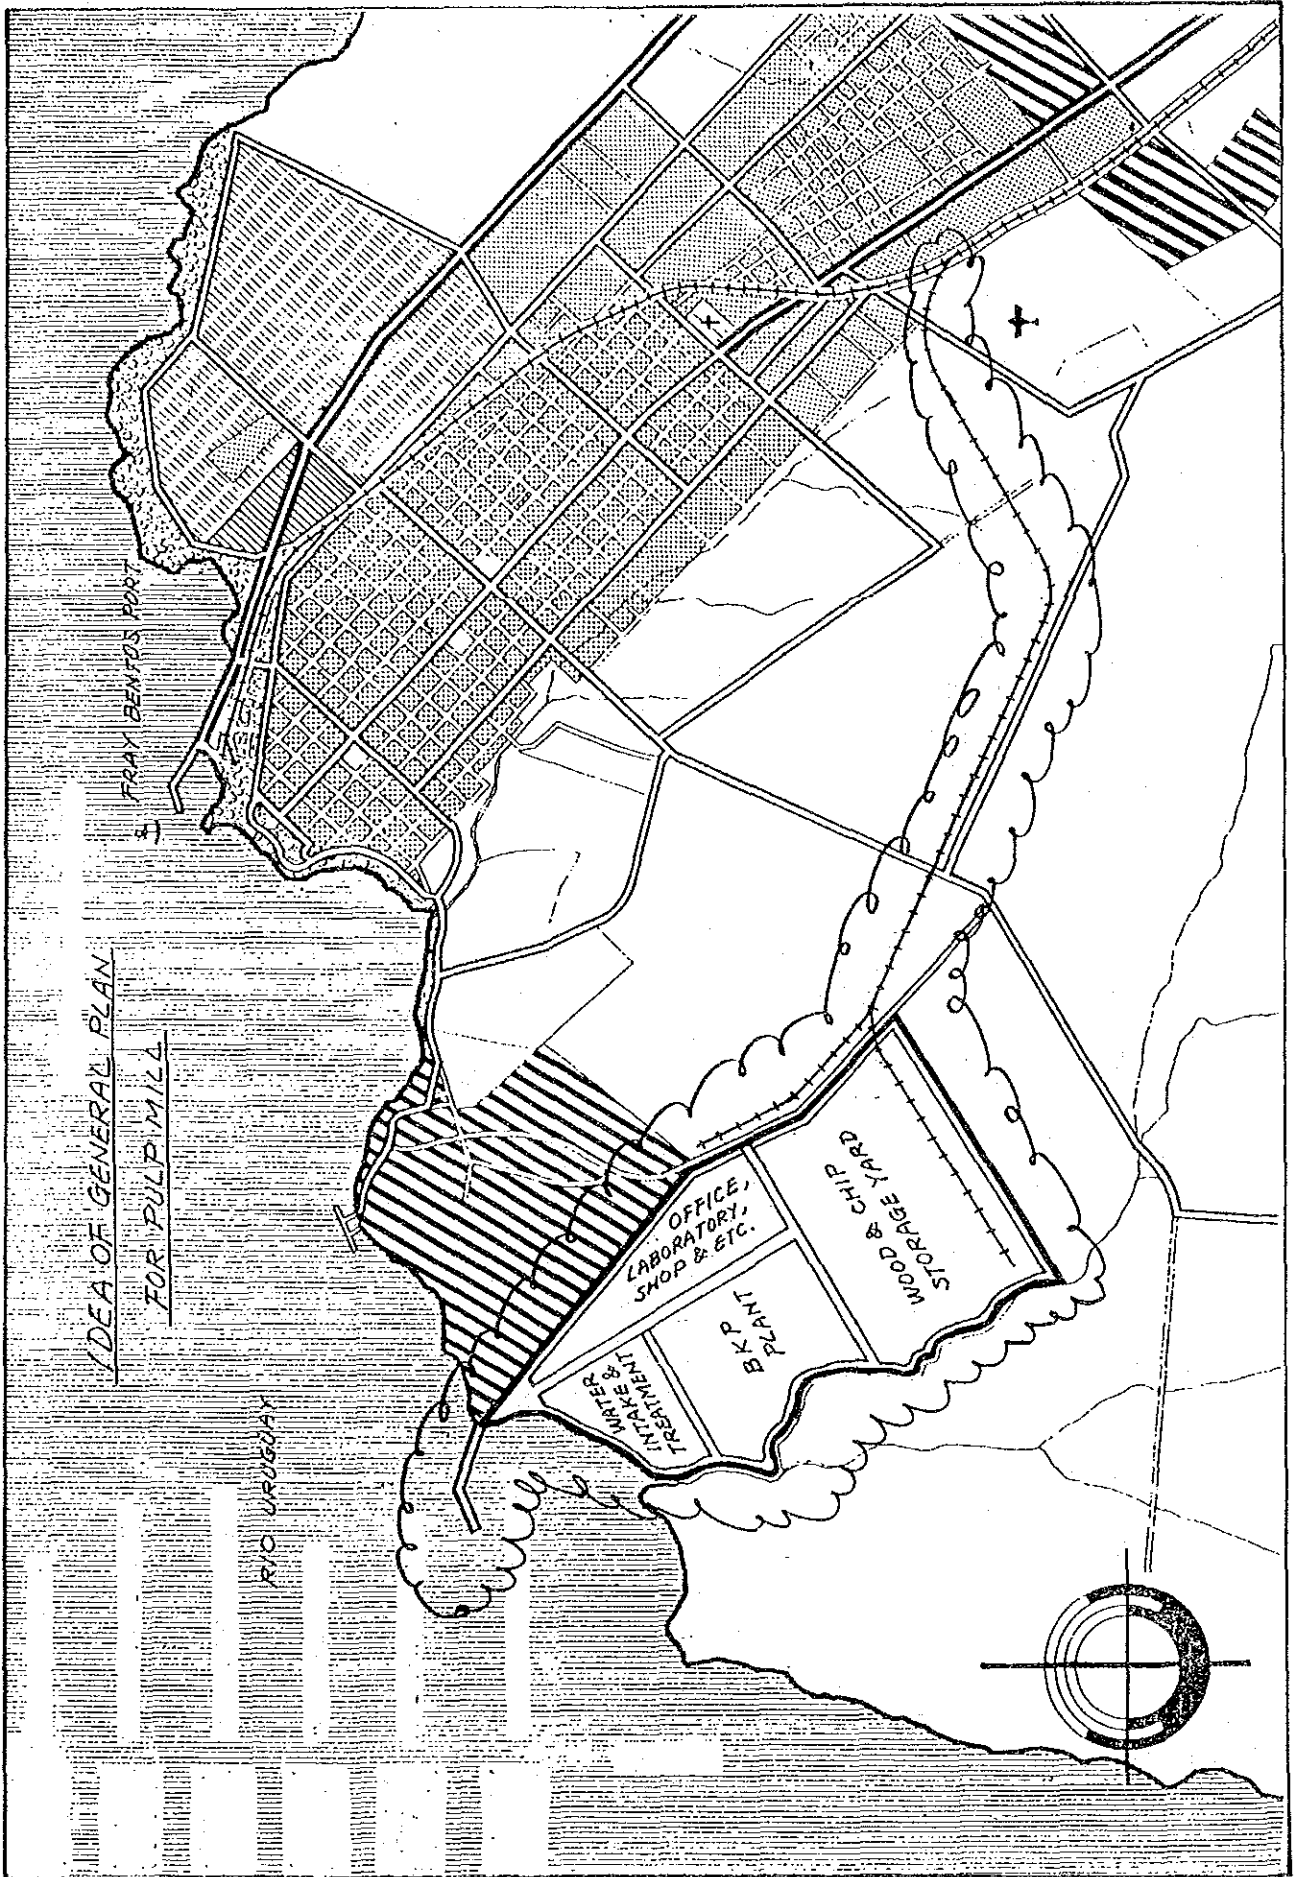 IDEA OF GENERAL PLAN
FOR PULP MILL
FRAY BENTOS PORT
RIO URUGUAY
OFFICE,
LABORATORY,
SHOP & ETC.
WOOD & CHIP
STORAGE YARD
B K P
PLANT
WATER
INTAKE &
TREATMENT